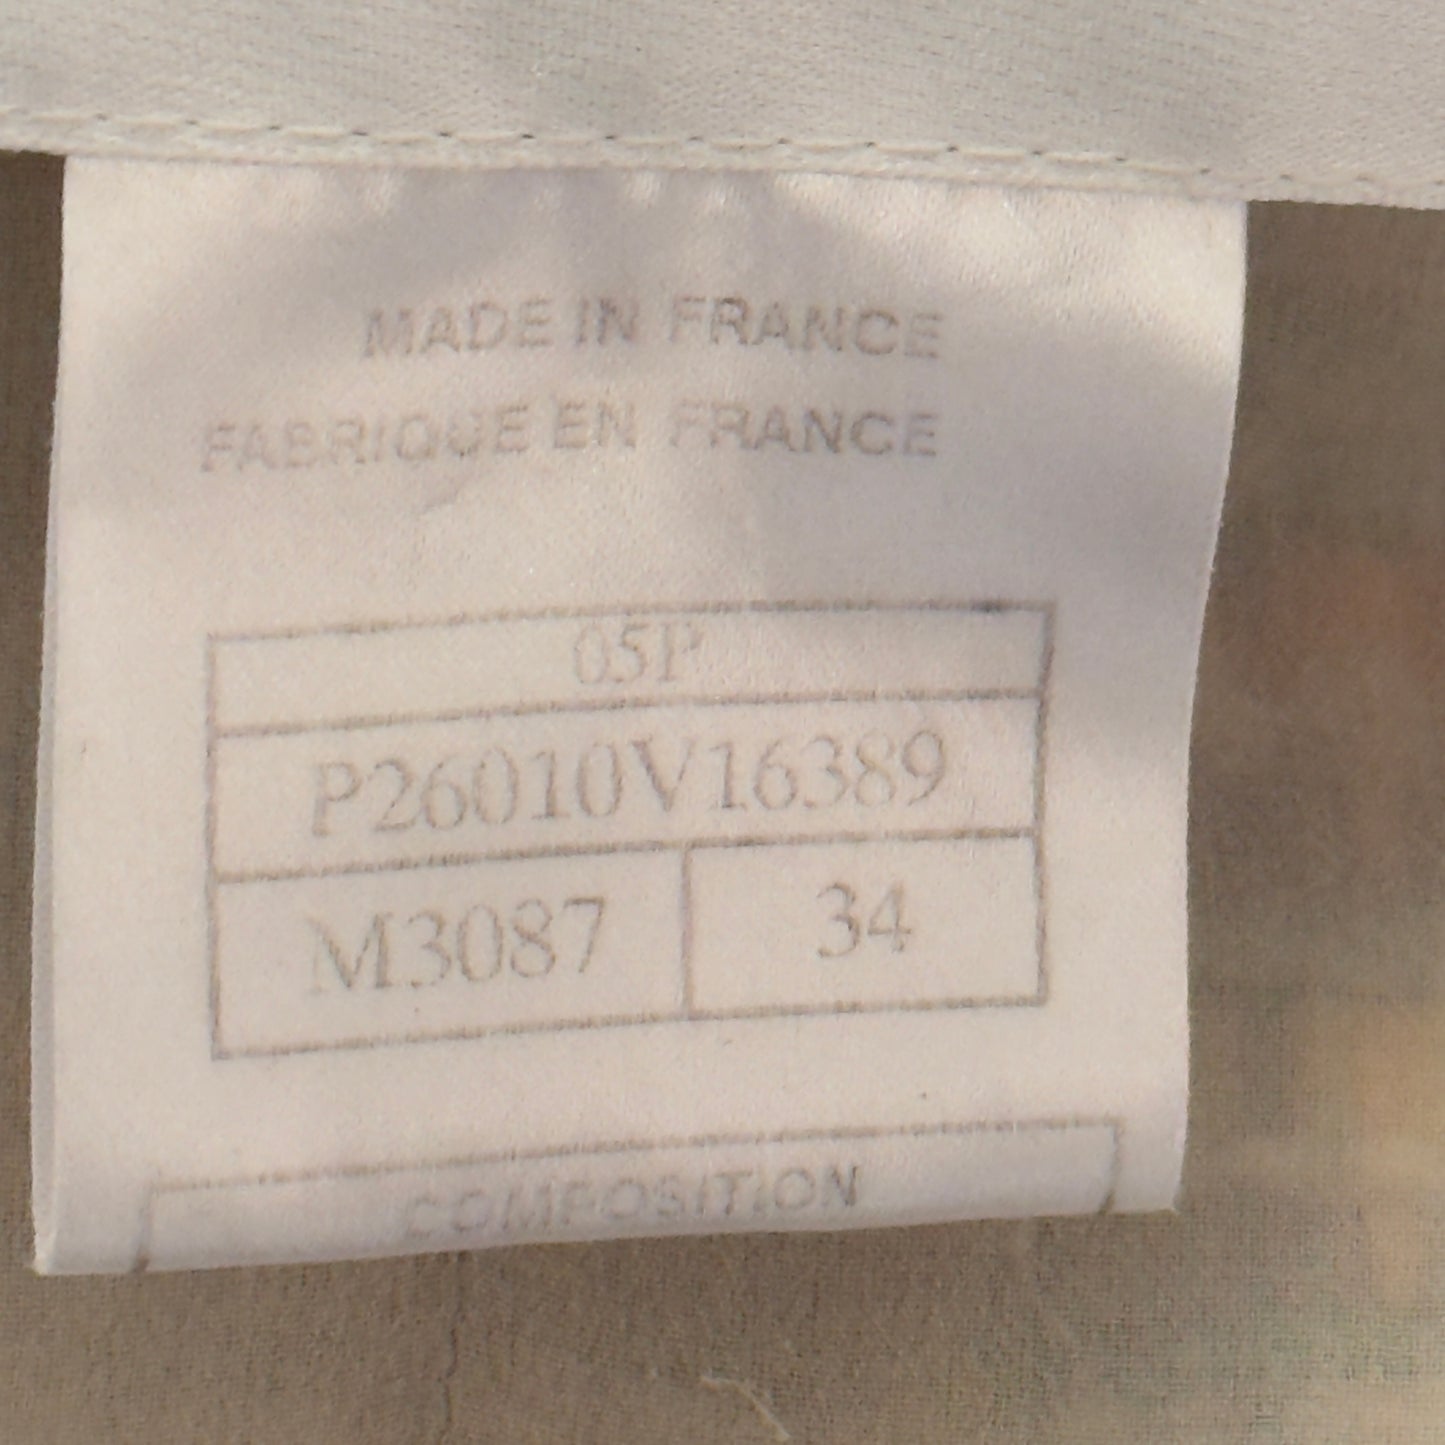 MADE IN FRANCE
FABRIQUE EN FRANCE
05P
P26010V16389
M3087 34
COMPOSITION